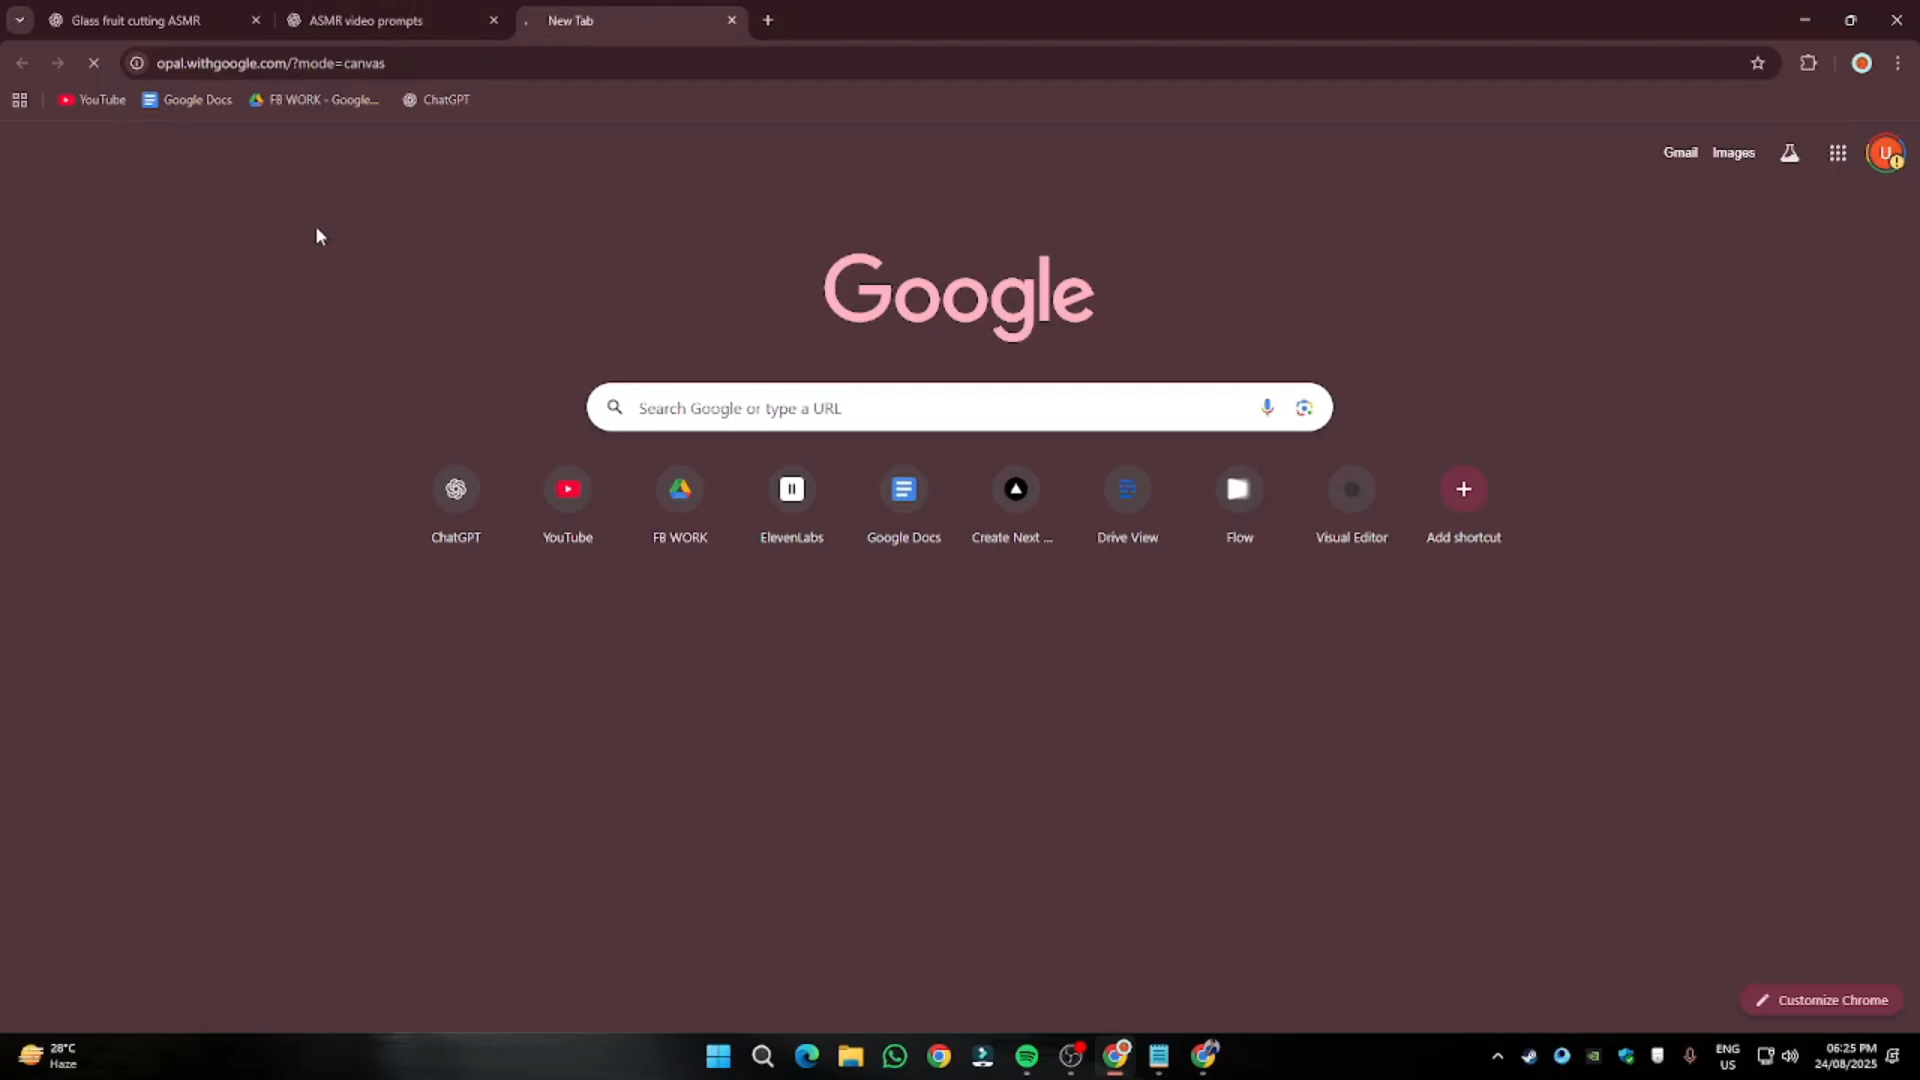 Glass fruit cutting ASMR
ASMR video prompts
New Tab
opal.withgoogle.com/?mode=canvas
YouTube
Google Docs
FB WORK - Google...
ChatGPT
Gmail
Images
U
Google
Search Google or type a URL
ChatGPT
YouTube
FB WORK
ElevenLabs
Google Docs
Create Next ...
Drive View
Flow
Visual Editor
Add shortcut
Customize Chrome
28°C
Haze
ENG
US
06:25 PM
24/08/2025